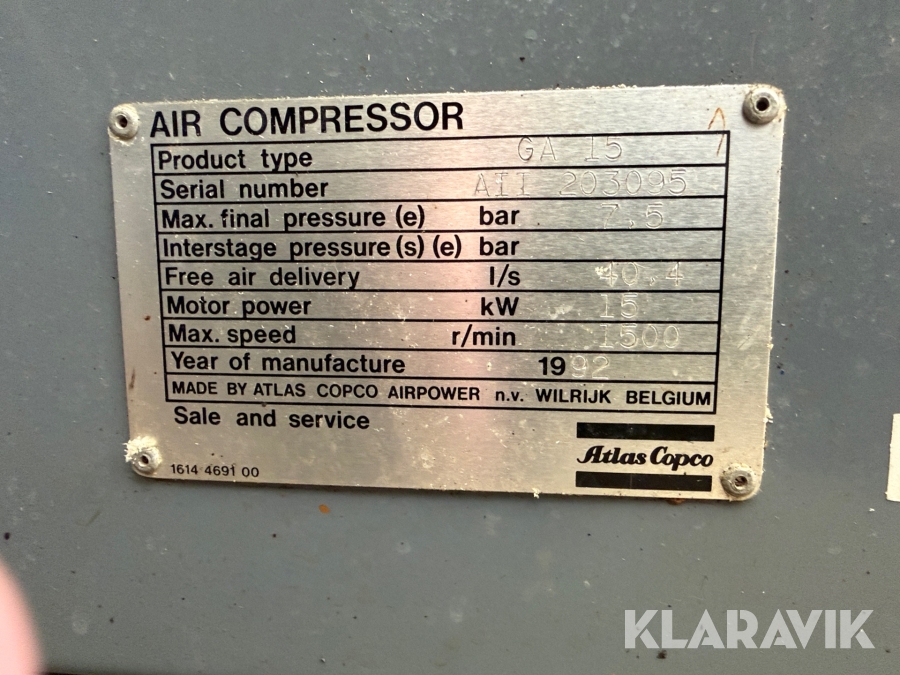 AIR COMPRESSOR
Product type GA 15
Serial number AII 203095
Max. final pressure (e) bar 7,5
Interstage pressure (s) (e) bar
Free air delivery l/s 40,4
Motor power kW 15
Max. speed r/min 1500
Year of manufacture 1992
MADE BY ATLAS COPCO AIRPOWER n.v. WILRIJK BELGIUM
Sale and service
Atlas Copco
1614 4691 00
KLARAVIK